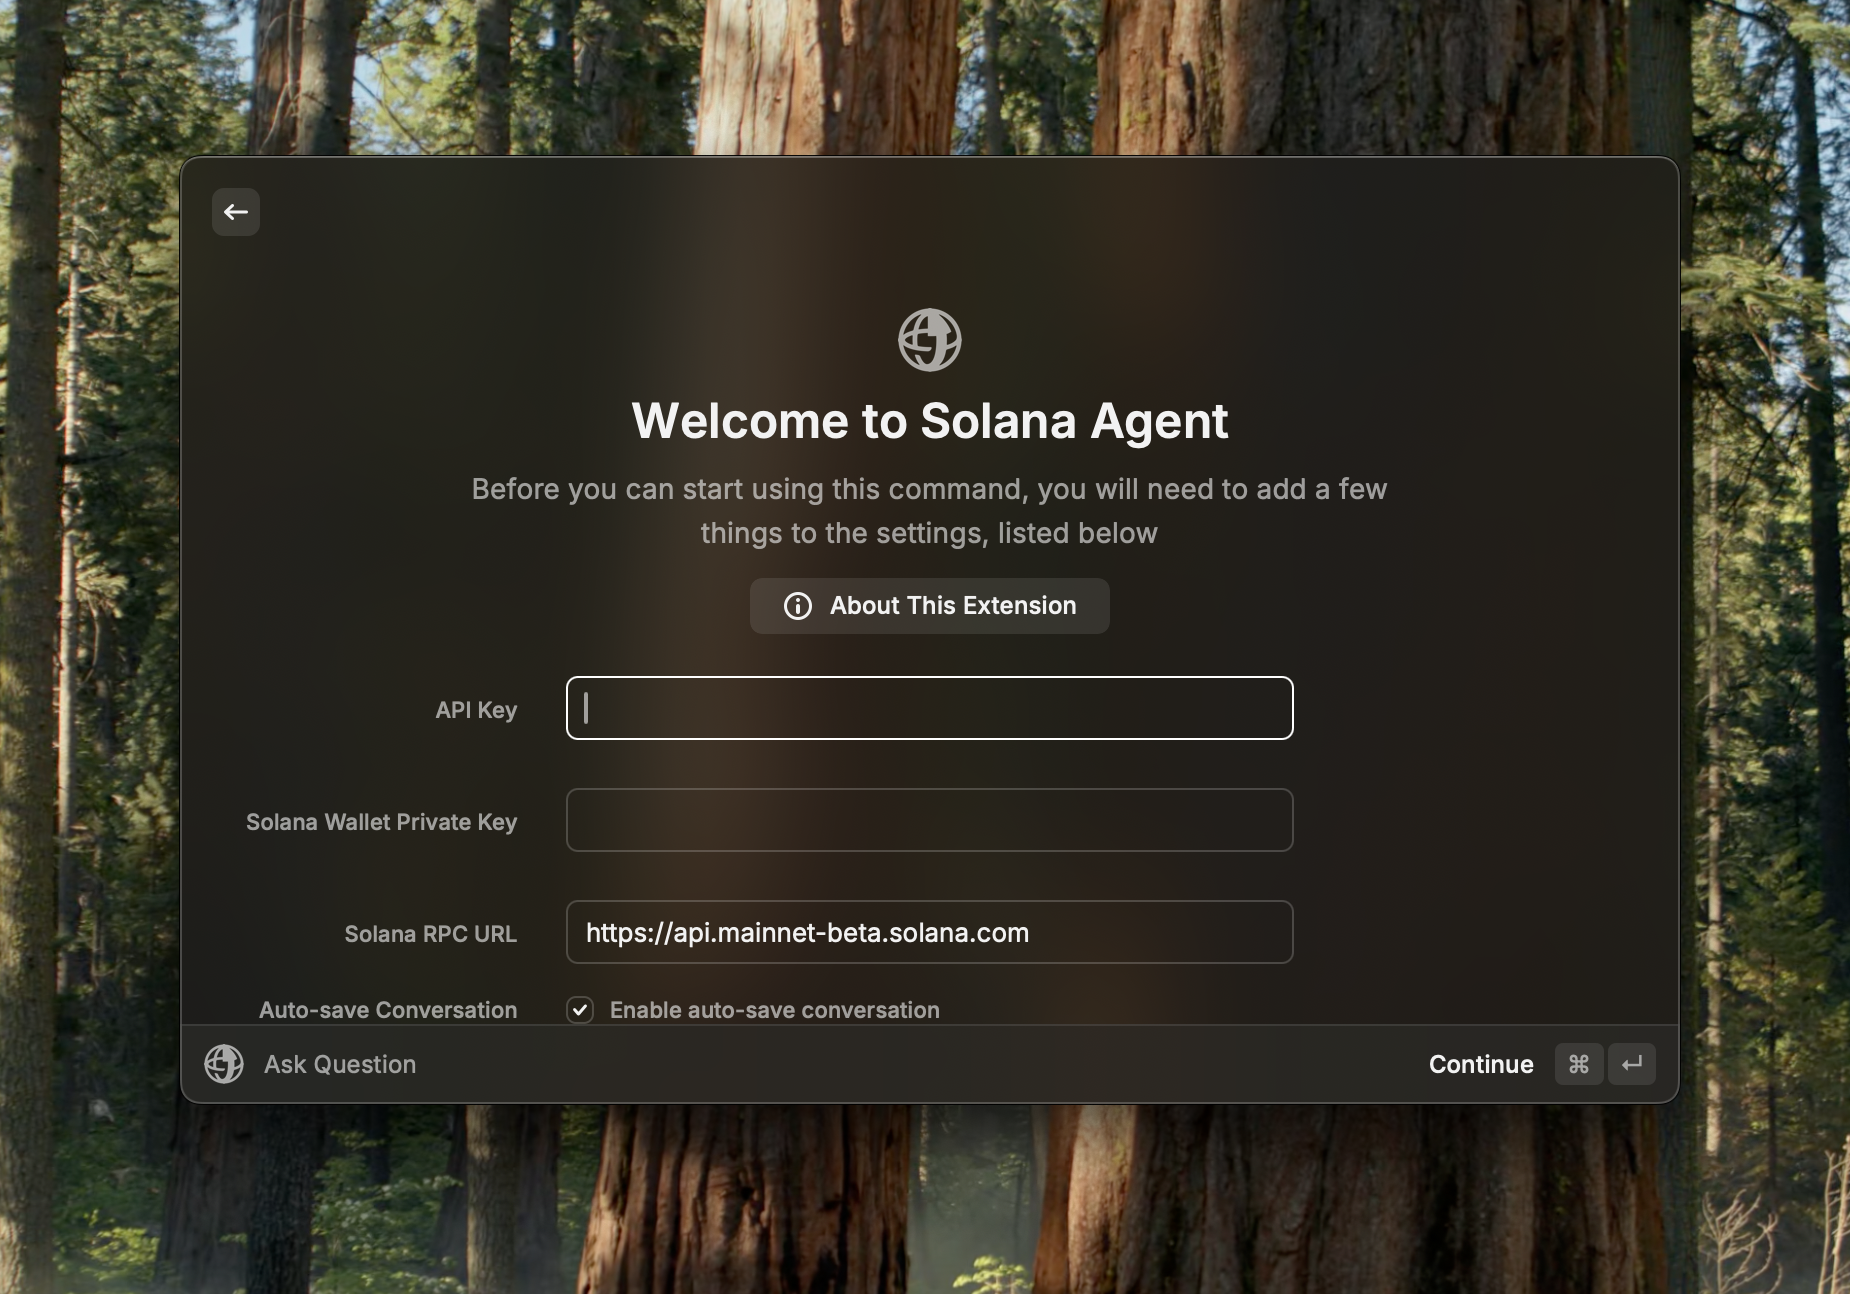 Welcome to Solana Agent
Before you can start using this command, you will need to add a few
things to the settings, listed below
About This Extension
API Key
Solana Wallet Private Key
Solana RPC URL
https://api.mainnet-beta.solana.com
Auto-save Conversation
Enable auto-save conversation
Ask Question
Continue ⌘ ↵